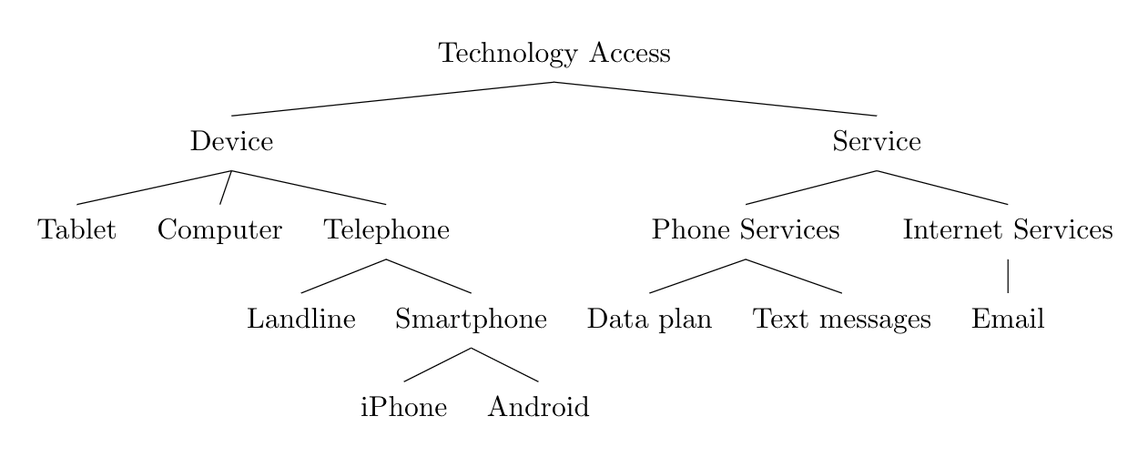 Technology Access
Device Service
Tablet Computer Telephone Phone Services Internet Services
Landline Smartphone Data plan Text messages Email
iPhone Android